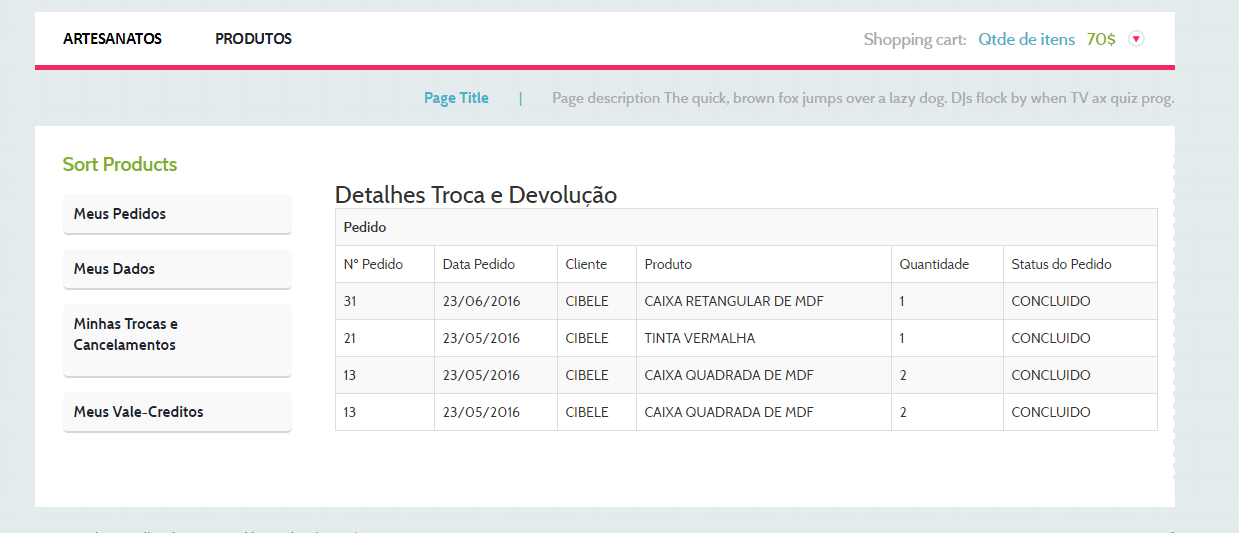 ARTESANATOS PRODUTOS Shopping cart: Qtde de itens 70$
Page Title | Page description The quick, brown fox jumps over a lazy dog. DJs flock by when TV ax quiz prog.
Sort Products
Meus Pedidos
Meus Dados
Minhas Trocas e
Cancelamentos
Meus Vale-Creditos
Detalhes Troca e Devolução
Pedido
Nº Pedido Data Pedido Cliente Produto Quantidade Status do Pedido
31 23/06/2016 CIBELE CAIXA RETANGULAR DE MDF 1 CONCLUIDO
21 23/05/2016 CIBELE TINTA VERMALHA 1 CONCLUIDO
13 23/05/2016 CIBELE CAIXA QUADRADA DE MDF 2 CONCLUIDO
13 23/05/2016 CIBELE CAIXA QUADRADA DE MDF 2 CONCLUIDO